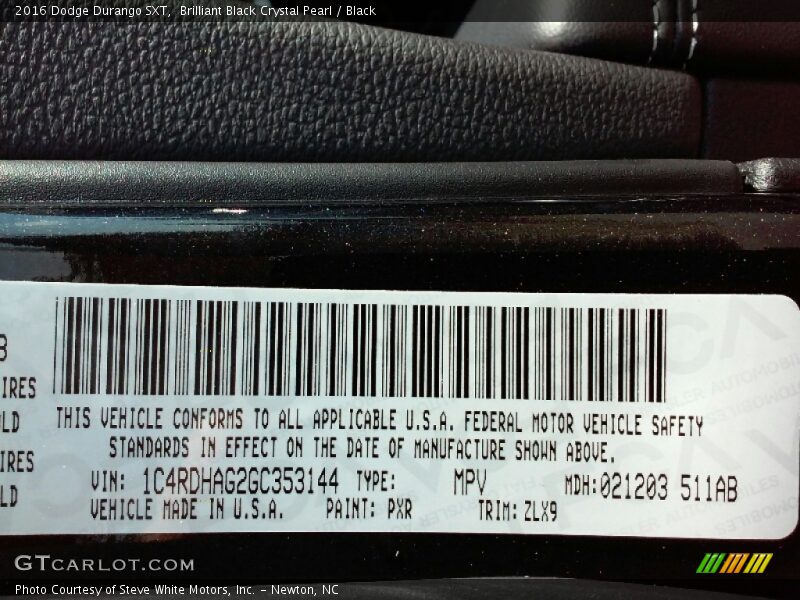 2016 Dodge Durango SXT, Brilliant Black Crystal Pearl / Black
THIS VEHICLE CONFORMS TO ALL APPLICABLE U.S.A. FEDERAL MOTOR VEHICLE SAFETY
STANDARDS IN EFFECT ON THE DATE OF MANUFACTURE SHOWN ABOVE.
IRES
LD
IRES
LD
VIN: 1C4RDHAG2GC353144 TYPE: MPV MDH:021203 511AB
VEHICLE MADE IN U.S.A. PAINT: PXR TRIM: ZLX9
GTCARLOT.COM
Photo Courtesy of Steve White Motors, Inc. - Newton, NC